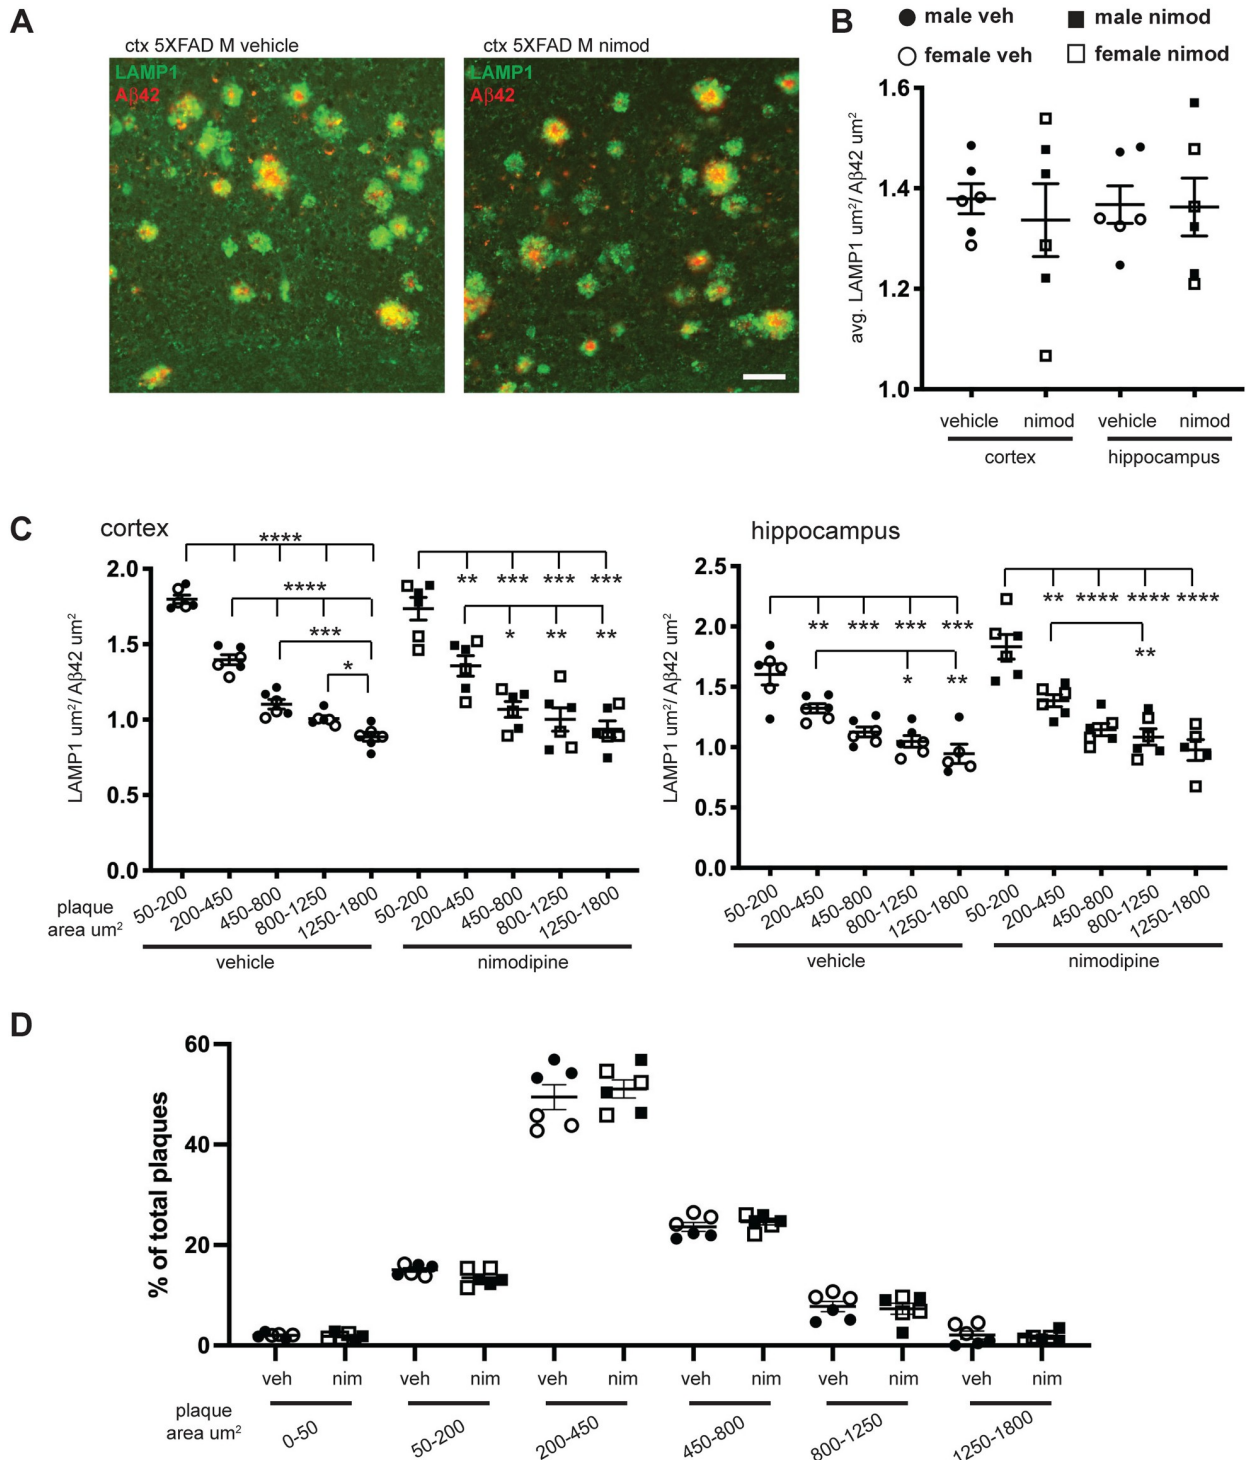 A
ctx 5XFAD M vehicle
ctx 5XFAD M nimod
LAMP1
Aβ42
LAMP1
Aβ42
B
male veh
male nimod
female veh
female nimod
avg. LAMP1 um²/ Aβ42 um²
1.6
1.4
1.2
1.0
vehicle nimod vehicle nimod
cortex hippocampus
C
cortex
LAMP1 um²/ Aβ42 um²
2.0
1.5
1.0
0.5
0.0
****
****
***
*
** *** *** ***
* ** **
plaque
area um²
50-200 200-450 450-800 800-1250 1250-1800 50-200 200-450 450-800 800-1250 1250-1800
vehicle nimodipine
hippocampus
LAMP1 um²/ Aβ42 um²
2.5
2.0
1.5
1.0
0.5
0.0
** *** *** ***
* **
** **** **** ****
**
50-200 200-450 450-800 800-1250 1250-1800 50-200 200-450 450-800 800-1250 1250-1800
vehicle nimodipine
D
% of total plaques
60
40
20
0
veh nim veh nim veh nim veh nim veh nim veh nim
plaque
area um²
0-50 50-200 200-450 450-800 800-1250 1250-1800